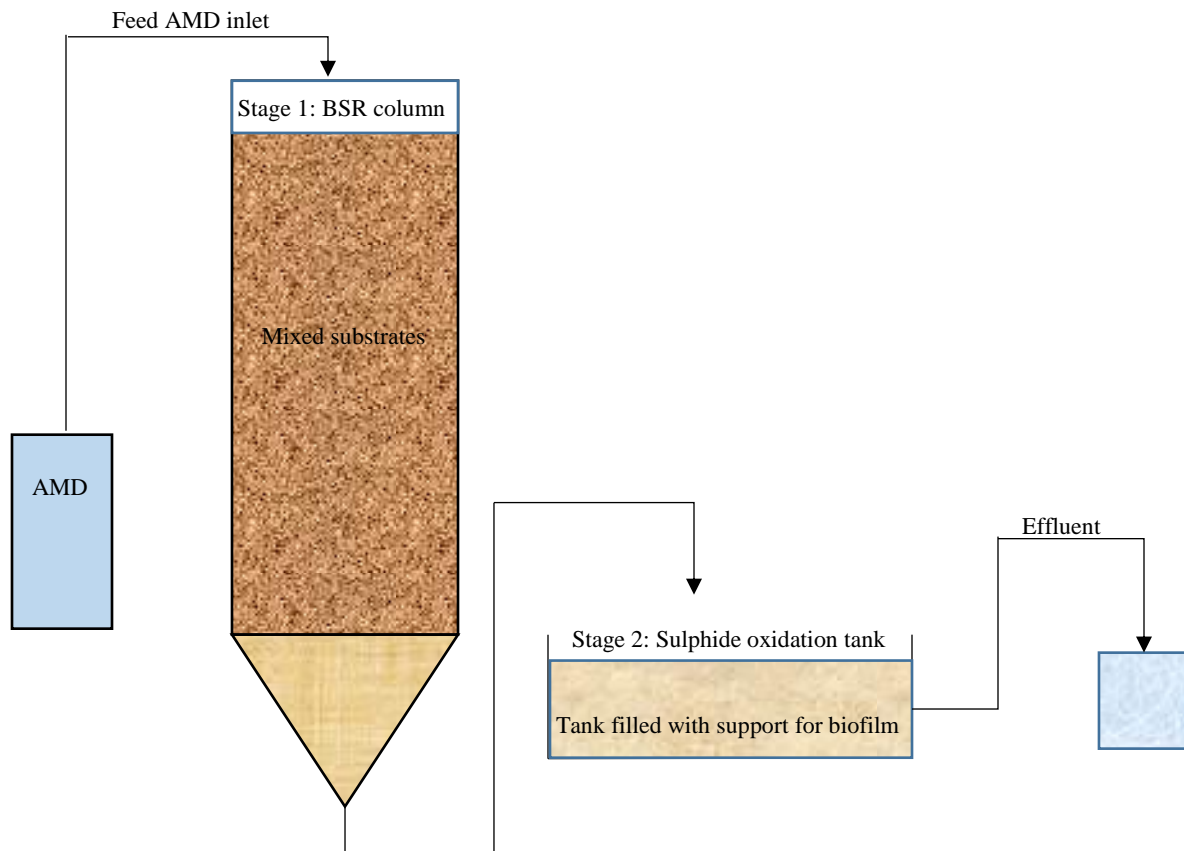 Feed AMD inlet
Stage 1: BSR column
Mixed substrates
AMD
Effluent
Stage 2: Sulphide oxidation tank
Tank filled with support for biofilm